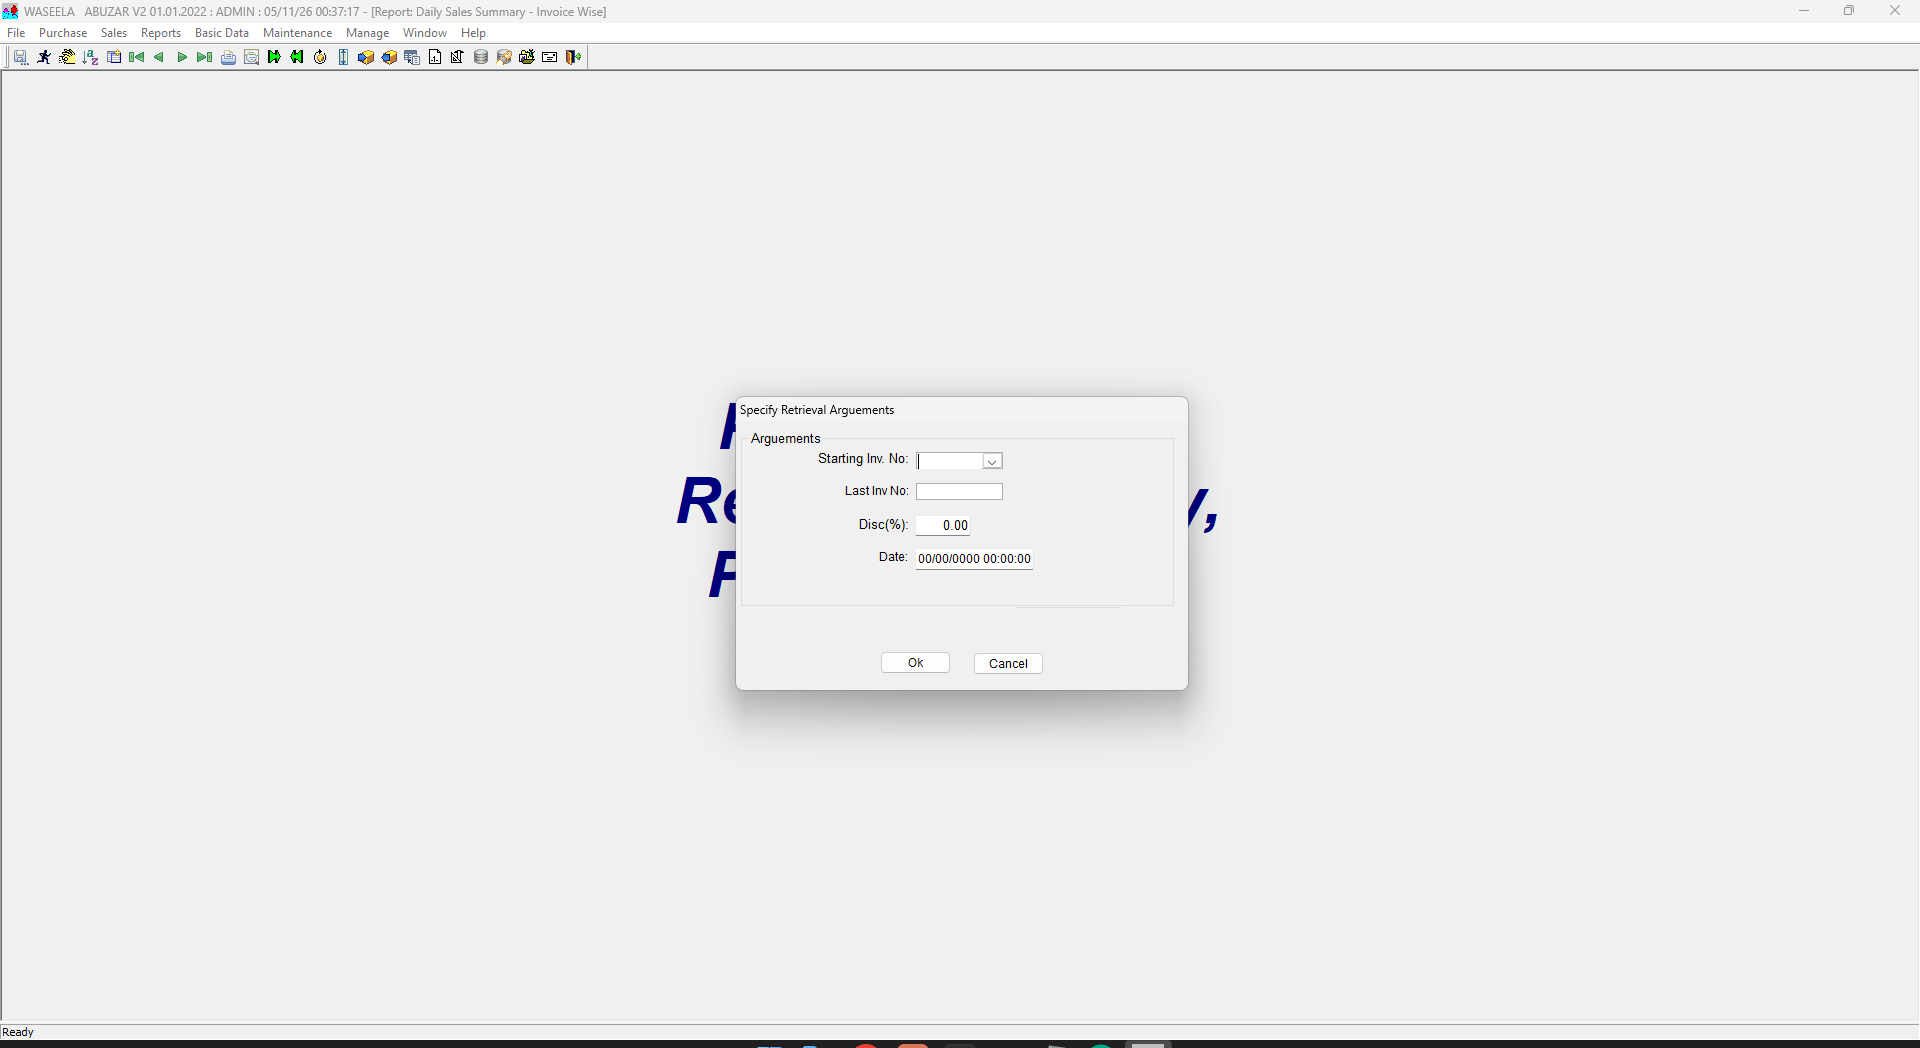 WASEELA ABUZAR V2 01.01.2022 : ADMIN : 05/11/26 00:37:17 - [Report: Daily Sales Summary - Invoice Wise]
File Purchase Sales Reports Basic Data Maintenance Manage Window Help
Specify Retrieval Arguements
Arguements
Starting Inv. No:
Last Inv No:
Disc(%): 0.00
Date: 00/00/0000 00:00:00
Ok Cancel
Ready